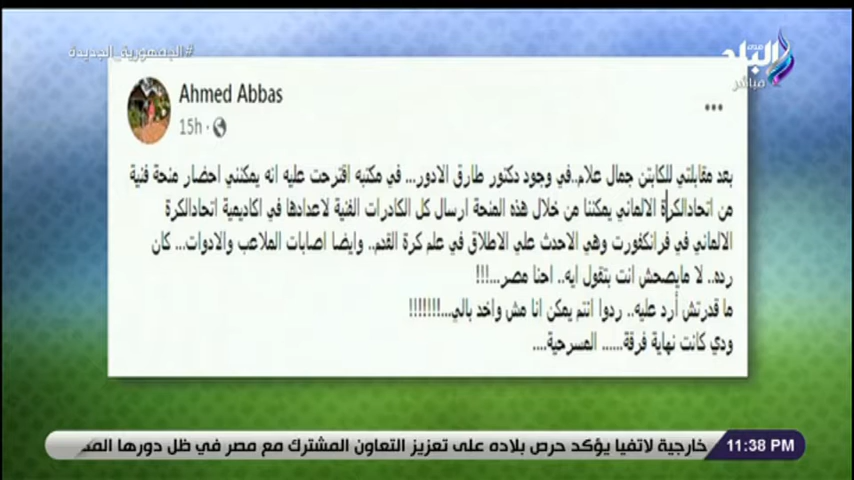 #الجمهورية_الجديدة
صدى البلد
مباشر
Ahmed Abbas
15h ·
بعد مقابلتي للكابتن جمال علام..في وجود دكتور طارق الادور... في مكتبه اقترحت عليه انه يمكنني احضار منحة فنية
من اتحادالكرة الالماني يمكننا من خلال هذه المنحة ارسال كل الكادرات الفنية لاعدادها في اكاديمية اتحادالكرة
الالماني في فرانكفورت وهي الاحدث علي الاطلاق في علم كرة القدم.. وايضا اصابات الملاعب والادوات... كان
رده.. لا مايصحش انت بتقول ايه.. احنا مصر...!!!
ما قدرتش أرد عليه.. ردوا انتم يمكن انا مش واخد بالي...!!!!!!!
ودي كانت نهاية فرقة...... المسرحية....
11:38 PM
خارجية لاتفيا يؤكد حرص بلاده على تعزيز التعاون المشترك مع مصر في ظل دورها